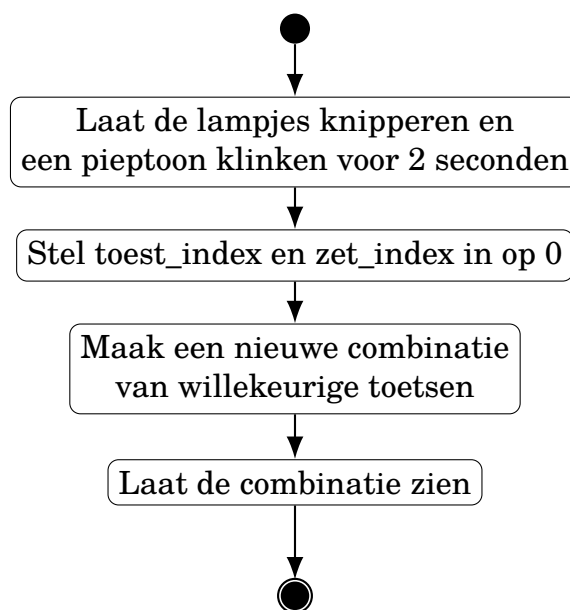 Laat de lampjes knipperen en
een pieptoon klinken voor 2 seconden
Stel toest_index en zet_index in op 0
Maak een nieuwe combinatie
van willekeurige toetsen
Laat de combinatie zien